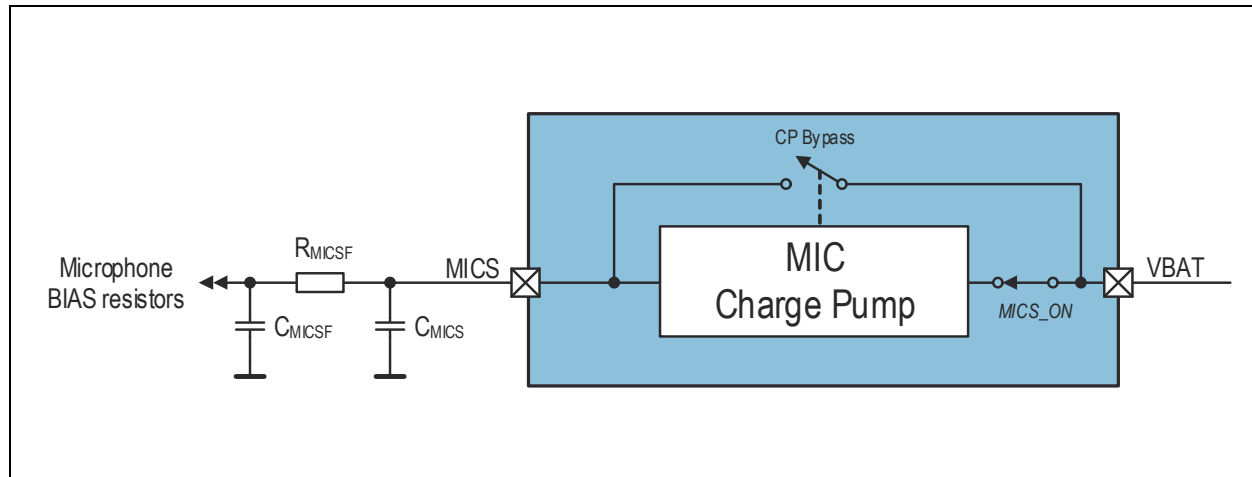 CP Bypass
Microphone
BIAS resistors
RMICSF
MICS
MIC
Charge Pump
VBAT
MICS_ON
CMICSF
CMICS